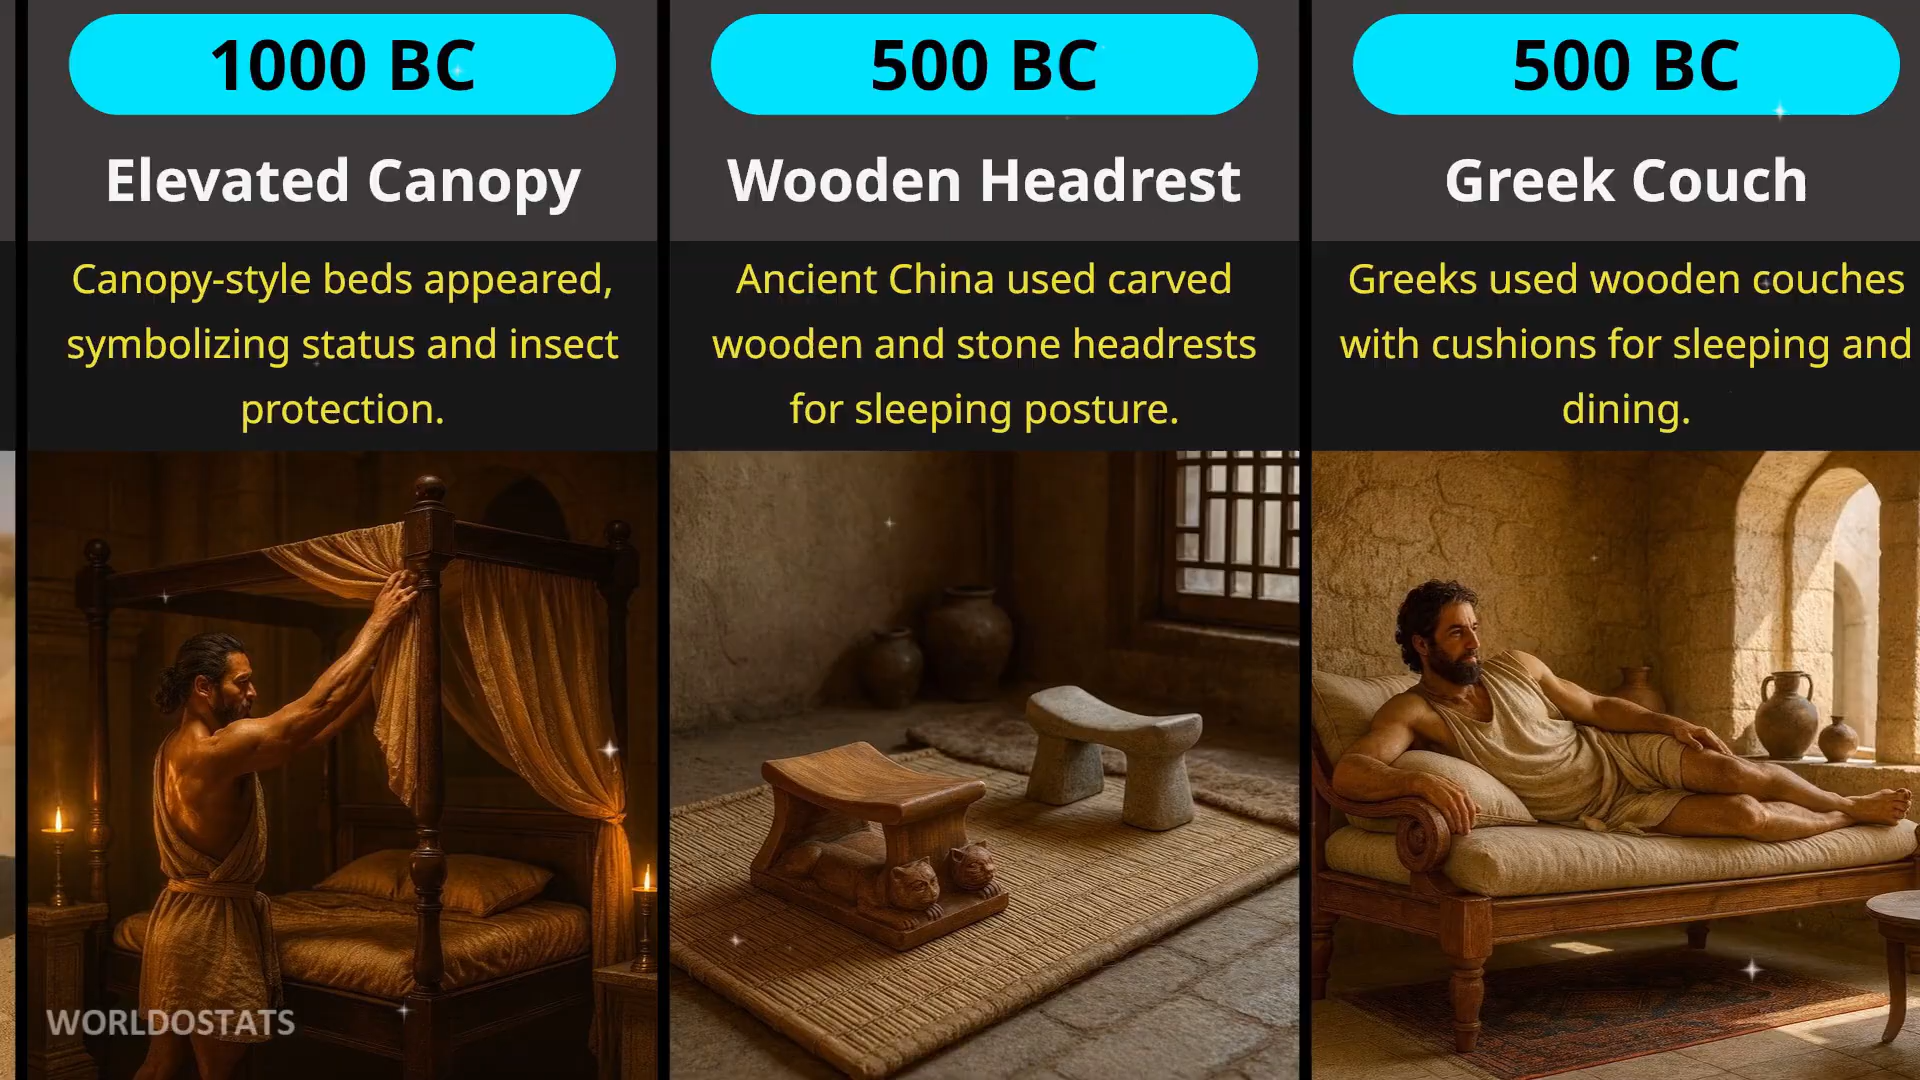 1000 BC
Elevated Canopy
Canopy-style beds appeared,
symbolizing status and insect
protection.
500 BC
Wooden Headrest
Ancient China used carved
wooden and stone headrests
for sleeping posture.
500 BC
Greek Couch
Greeks used wooden couches
with cushions for sleeping and
dining.
WORLDOSTATS